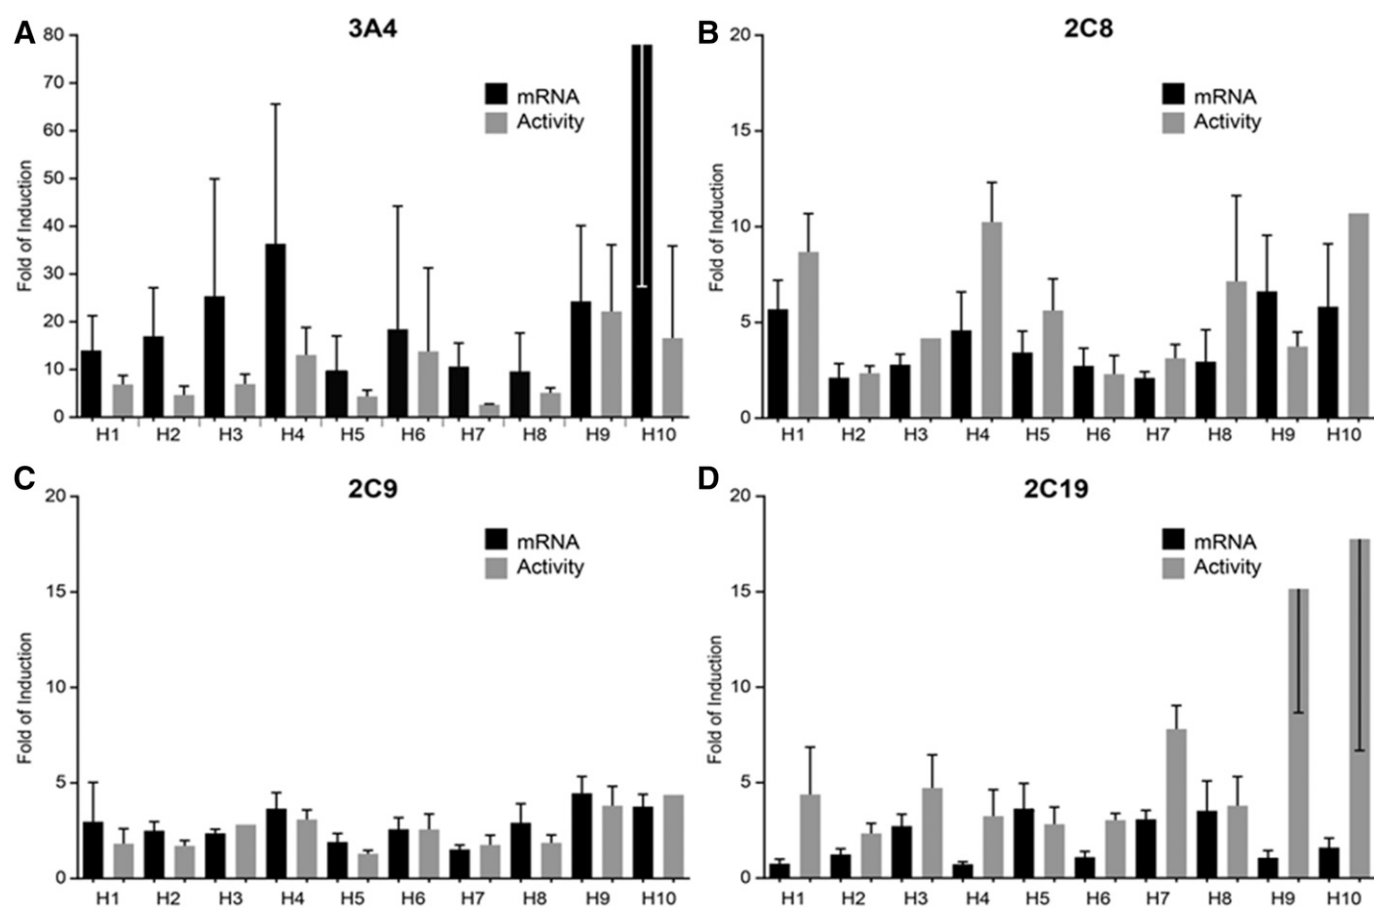 A
3A4
80
70
60
50
40
30
20
10
0
Fold of Induction
mRNA
Activity
H1 H2 H3 H4 H5 H6 H7 H8 H9 H10
B
2C8
20
15
10
5
0
Fold of Induction
mRNA
Activity
H1 H2 H3 H4 H5 H6 H7 H8 H9 H10
C
2C9
20
15
10
5
0
Fold of Induction
mRNA
Activity
H1 H2 H3 H4 H5 H6 H7 H8 H9 H10
D
2C19
20
15
10
5
0
Fold of Induction
mRNA
Activity
H1 H2 H3 H4 H5 H6 H7 H8 H9 H10